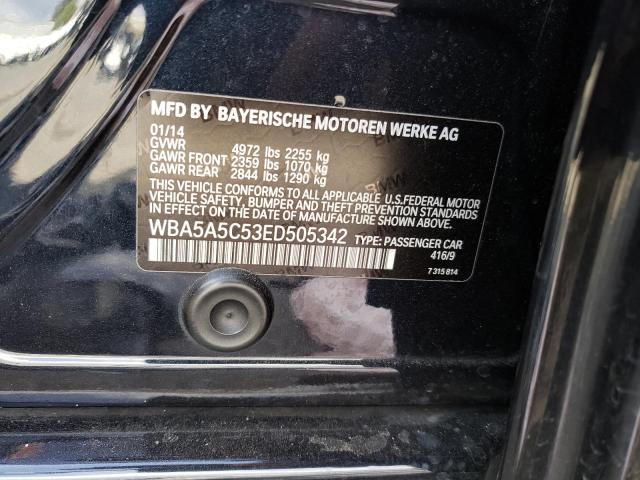 MFD BY BAYERISCHE MOTOREN WERKE AG
01/14
GVWR 4972 lbs 2255 kg
GAWR FRONT 2359 lbs 1070 kg
GAWR REAR 2844 lbs 1290 kg
THIS VEHICLE CONFORMS TO ALL APPLICABLE U.S.FEDERAL MOTOR
VEHICLE SAFETY, BUMPER AND THEFT PREVENTION STANDARDS IN
EFFECT ON THE DATE OF MANUFACTURE SHOWN ABOVE.
WBA5A5C53ED505342 TYPE: PASSENGER CAR
416/9
7 315 814